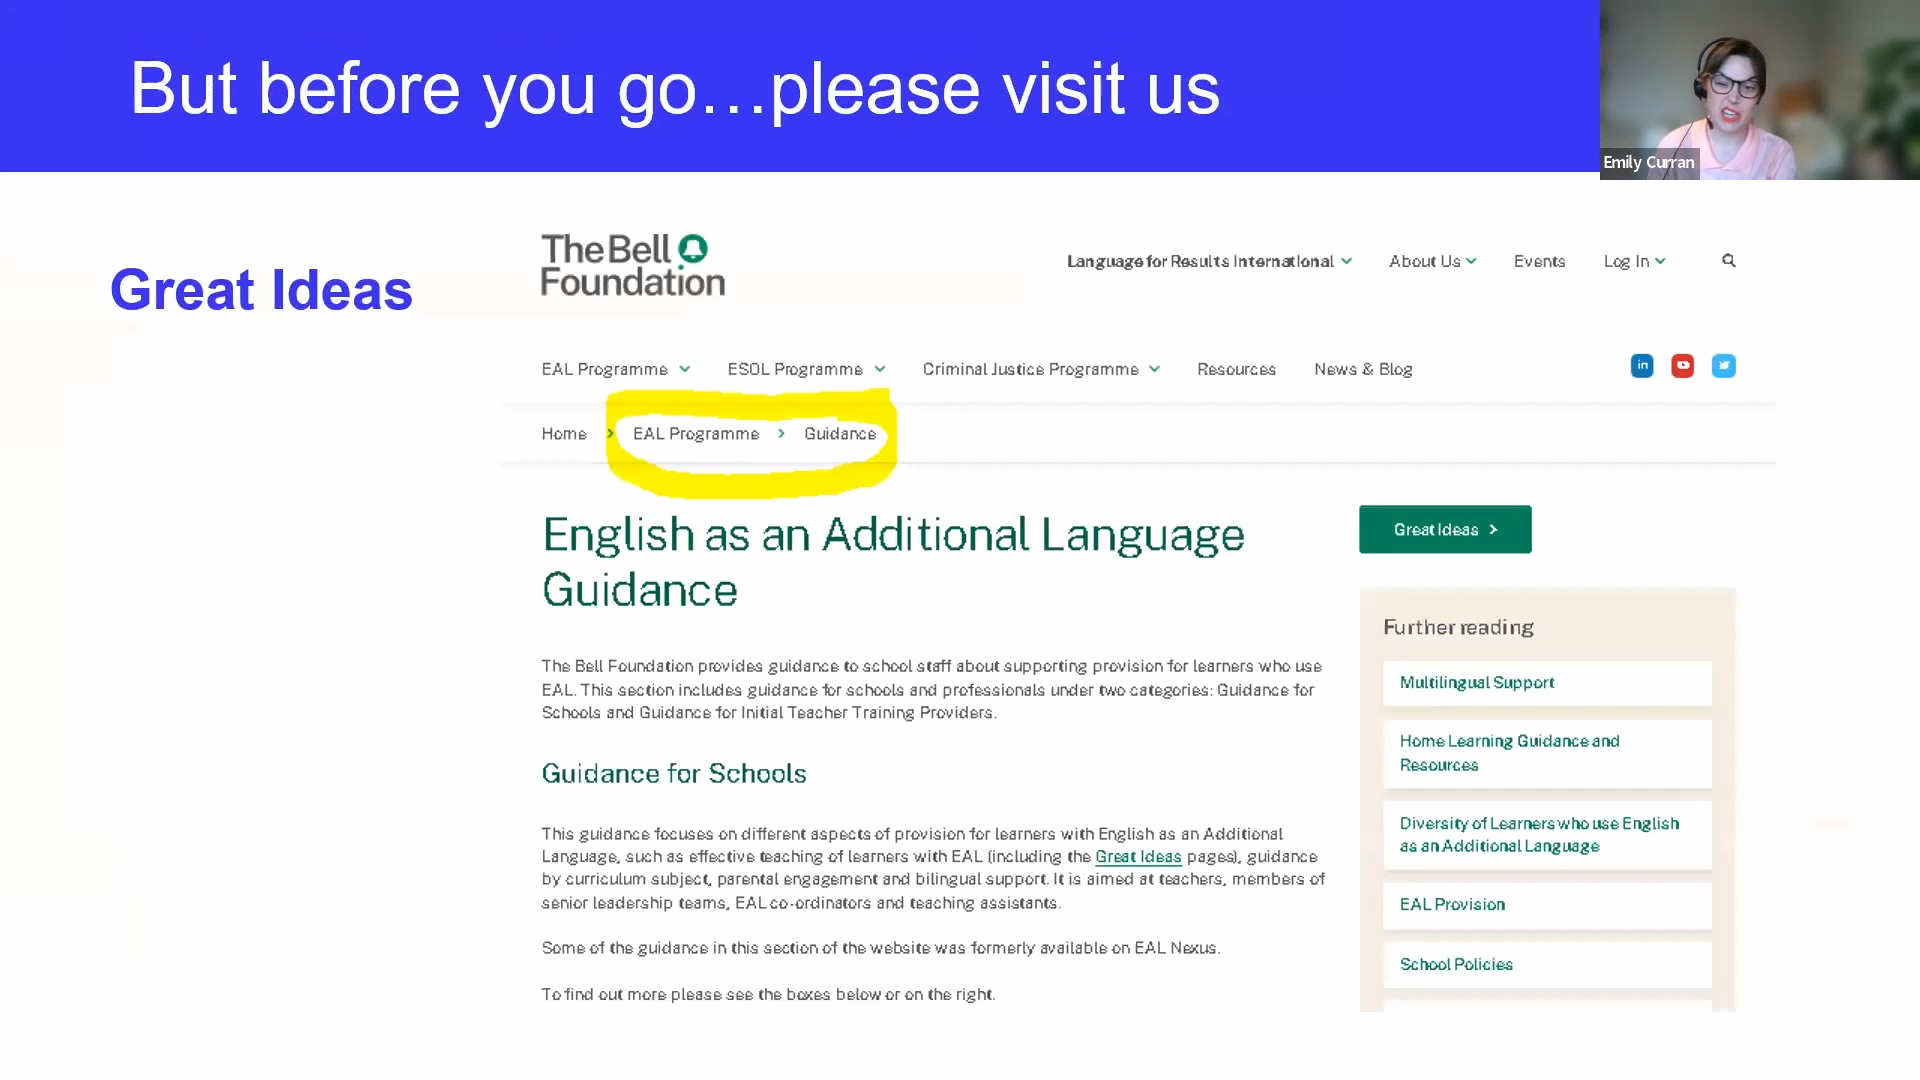 But before you go…please visit us
Emily Curran
Great Ideas
The Bell
Foundation
Language for Results International
About Us
Events
Log In
EAL Programme
ESOL Programme
Criminal Justice Programme
Resources
News & Blog
Home
EAL Programme
Guidance
English as an Additional Language
Guidance
The Bell Foundation provides guidance to school staff about supporting provision for learners who use
EAL. This section includes guidance for schools and professionals under two categories: Guidance for
Schools and Guidance for Initial Teacher Training Providers.
Guidance for Schools
This guidance focuses on different aspects of provision for learners with English as an Additional
Language, such as effective teaching of learners with EAL (including the Great Ideas pages), guidance
by curriculum subject, parental engagement and bilingual support. It is aimed at teachers, members of
senior leadership teams, EAL co-ordinators and teaching assistants.
Some of the guidance in this section of the website was formerly available on EAL Nexus.
To find out more please see the boxes below or on the right.
Great Ideas
Further reading
Multilingual Support
Home Learning Guidance and
Resources
Diversity of Learners who use English
as an Additional Language
EAL Provision
School Policies